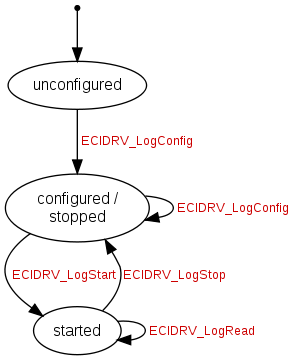 unconfigured
ECIDRV_LogConfig
configured /
stopped
ECIDRV_LogConfig
ECIDRV_LogStart
ECIDRV_LogStop
started
ECIDRV_LogRead